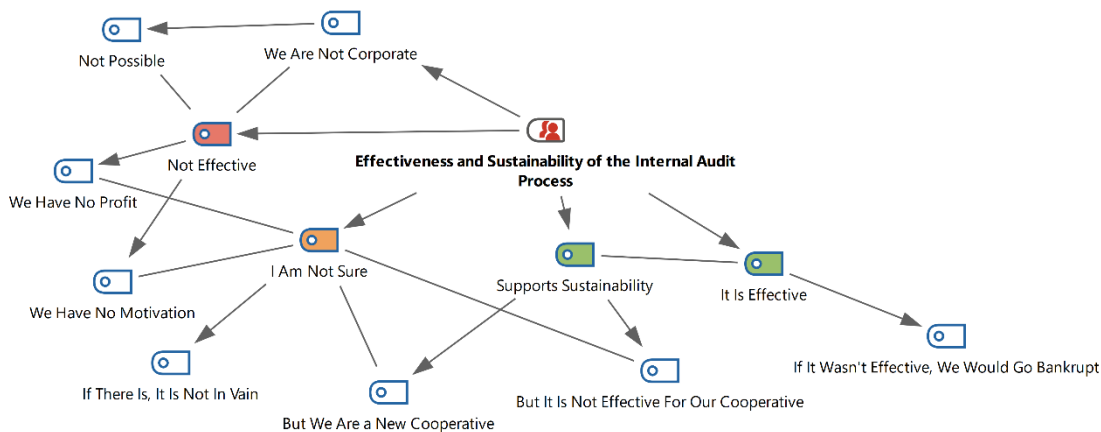 We Are Not Corporate
Not Possible
Effectiveness and Sustainability of the Internal Audit
Process
Not Effective
We Have No Profit
I Am Not Sure
Supports Sustainability
It Is Effective
We Have No Motivation
If There Is, It Is Not In Vain
But We Are a New Cooperative
But It Is Not Effective For Our Cooperative
If It Wasn't Effective, We Would Go Bankrupt